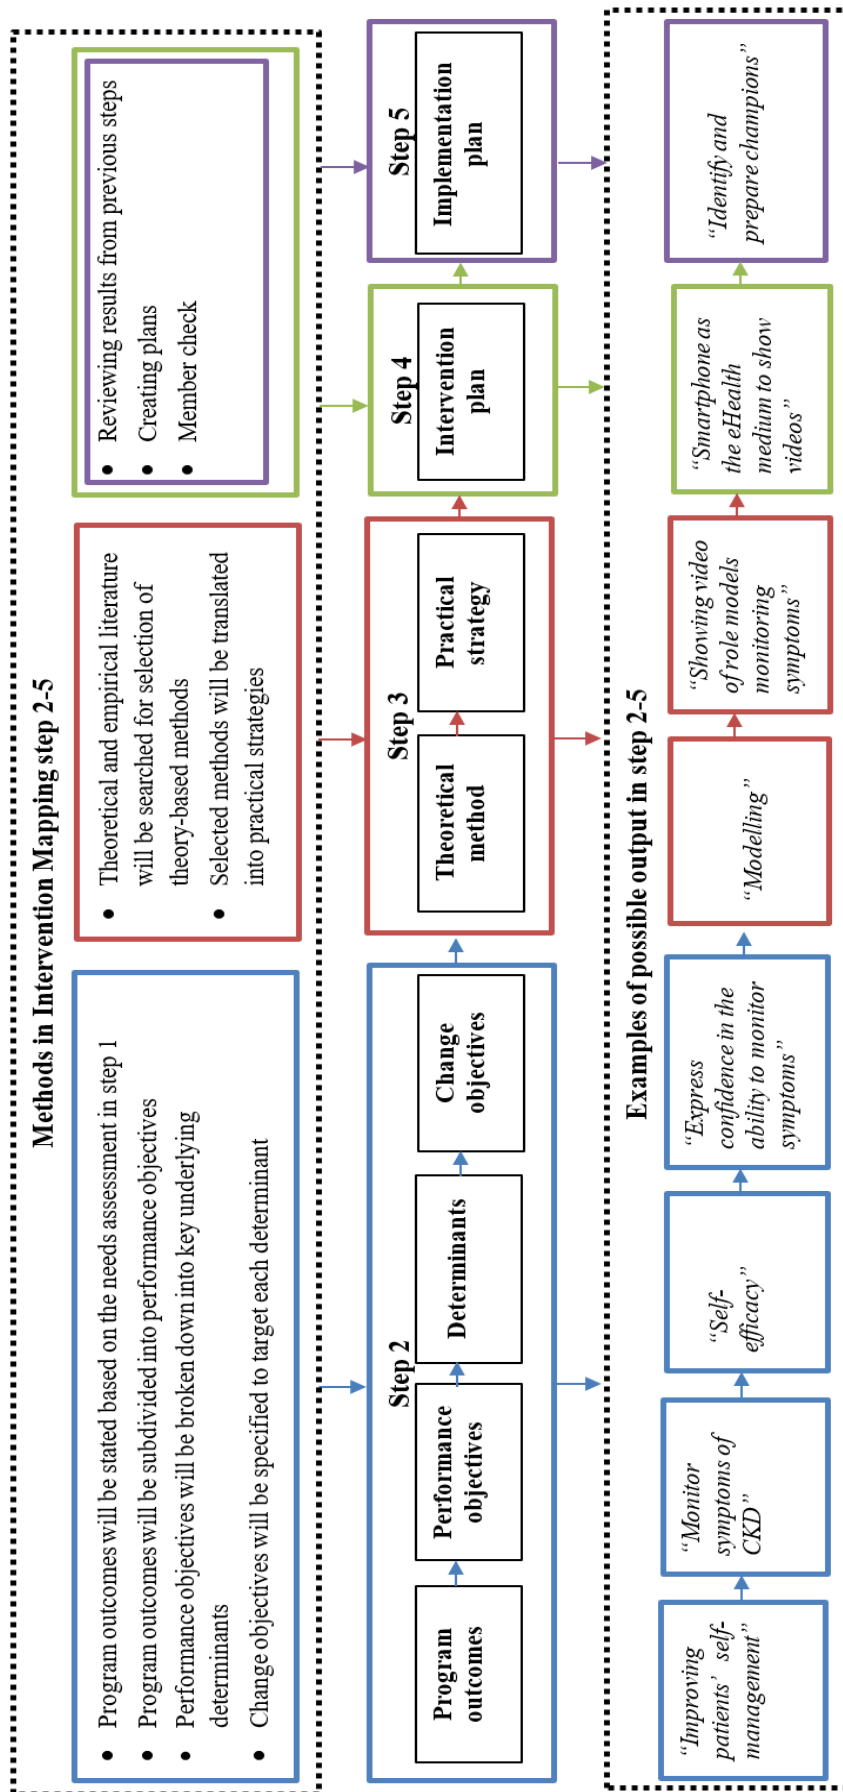 Methods in Intervention Mapping step 2-5
• Program outcomes will be stated based on the needs assessment in step 1
• Program outcomes will be subdivided into performance objectives
• Performance objectives will be broken down into key underlying
determinants
• Change objectives will be specified to target each determinant
• Theoretical and empirical literature
will be searched for selection of
theory-based methods
• Selected methods will be translated
into practical strategies
• Reviewing results from previous steps
• Creating plans
• Member check
Step 2
Program
outcomes
Performance
objectives
Determinants
Change
objectives
Step 3
Theoretical
method
Practical
strategy
Step 4
Intervention
plan
Step 5
Implementation
plan
Examples of possible output in step 2-5
“Improving
patients’ self-
management”
“Monitor
symptoms of
CKD”
“Self-
efficacy”
“Express
confidence in the
ability to monitor
symptoms”
“Modelling”
“Showing video
of role models
monitoring
symptoms”
“Smartphone as
the eHealth
medium to show
videos”
“Identify and
prepare champions”